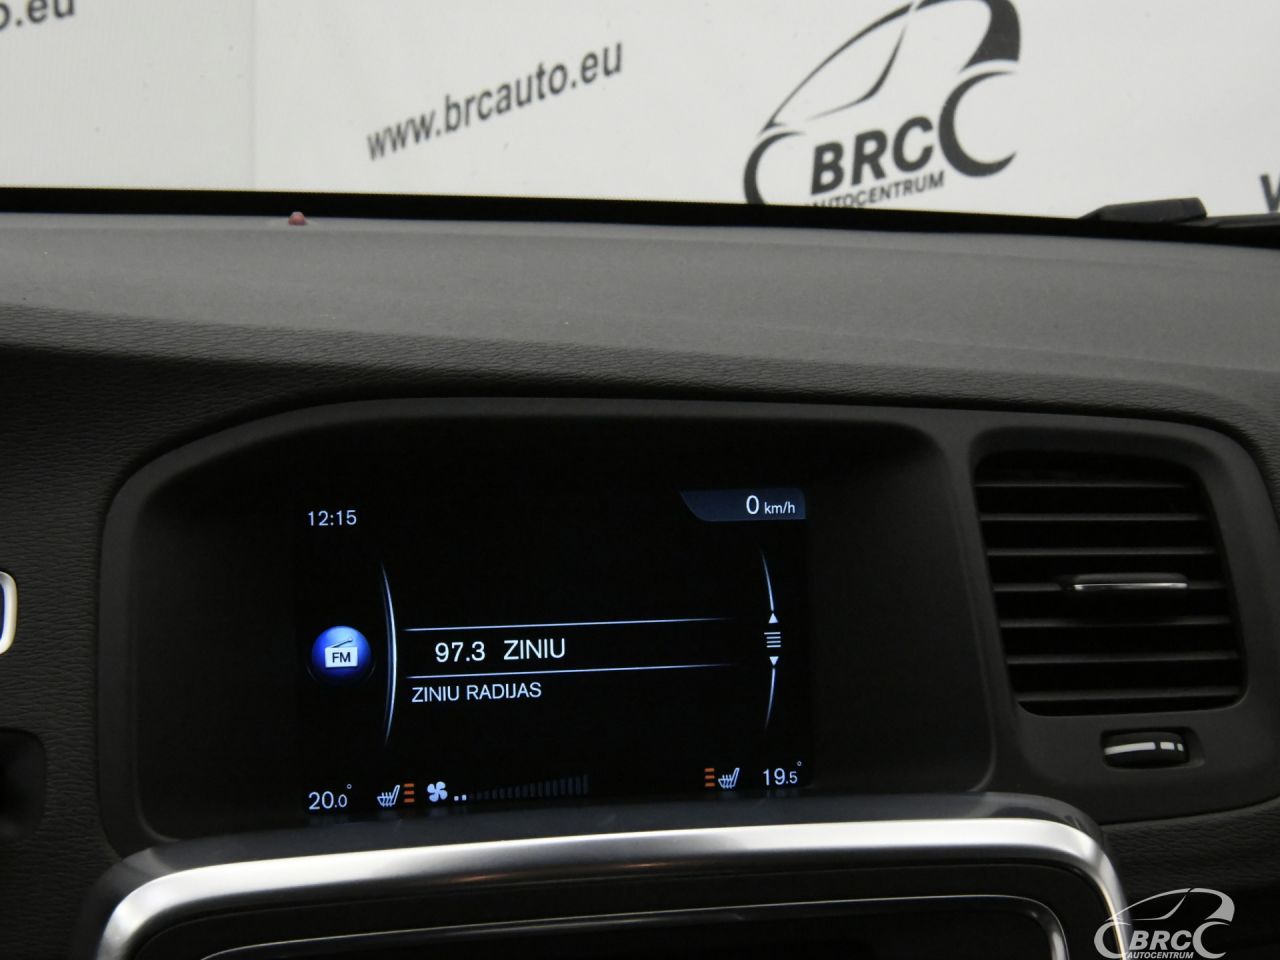 o.eu
www.brcauto.eu
BRC
AUTOCENTRUM
12:15
0 km/h
FM
97.3 ZINIU
ZINIU RADIJAS
20.0°
19.5°
BRC
AUTOCENTRUM